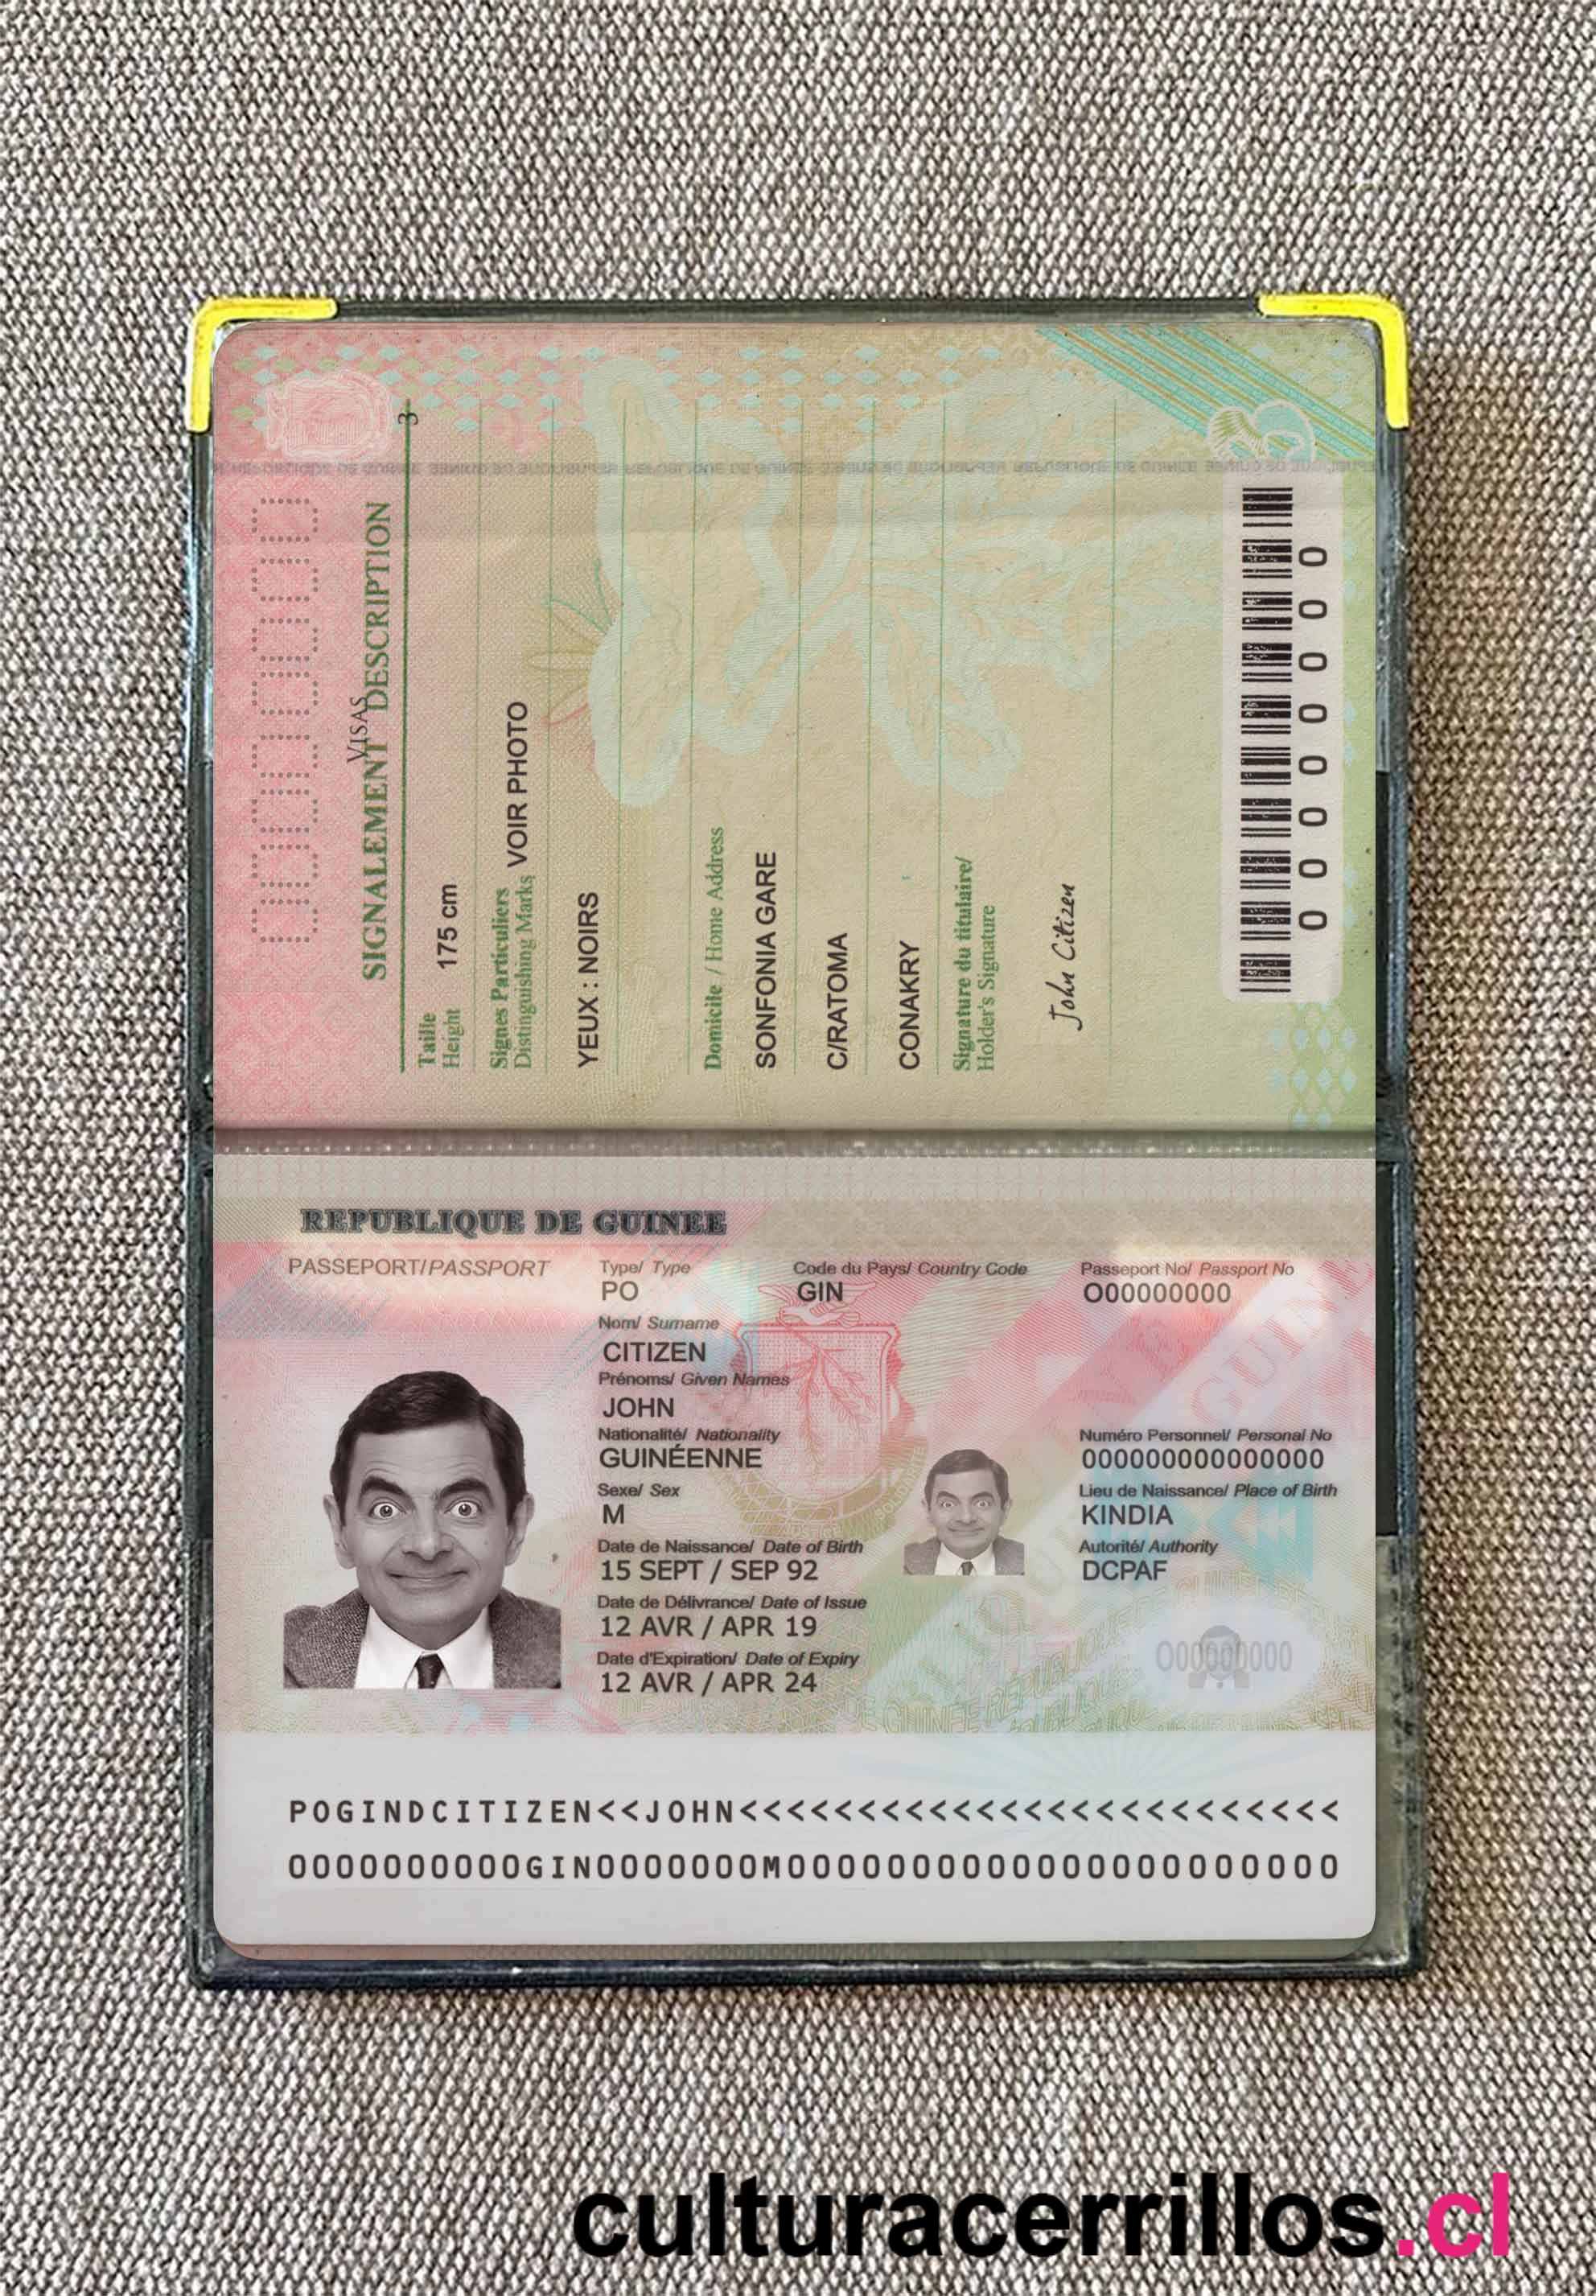 VISAS
SIGNALEMENT DESCRIPTION
3
Taille
Height 175 cm
Signes Particuliers
Distinguishing Marks VOIR PHOTO
YEUX : NOIRS
Domicile / Home Address
SONFONIA GARE
C/RATOMA
CONAKRY
Signature du titulaire/
Holder's Signature
John Citizen
O00000000
REPUBLIQUE DE GUINEE
PASSEPORT/PASSPORT
Type/ Type
PO
Code du Pays/ Country Code
GIN
Passeport No/ Passport No
O00000000
Nom/ Surname
CITIZEN
Prénoms/ Given Names
JOHN
Nationalité/ Nationality
GUINÉENNE
Numéro Personnel/ Personal No
000000000000000
Sexe/ Sex
M
Lieu de Naissance/ Place of Birth
KINDIA
Date de Naissance/ Date of Birth
15 SEPT / SEP 92
Autorité/ Authority
DCPAF
Date de Délivrance/ Date of Issue
12 AVR / APR 19
Date d'Expiration/ Date of Expiry
12 AVR / APR 24
O00000000
POGINDCITIZEN<<JOHN<<<<<<<<<<<<<<<<<<<<<<<<<
0000000000GIN0000000M00000000000000000000000
culturacerrillos.cl